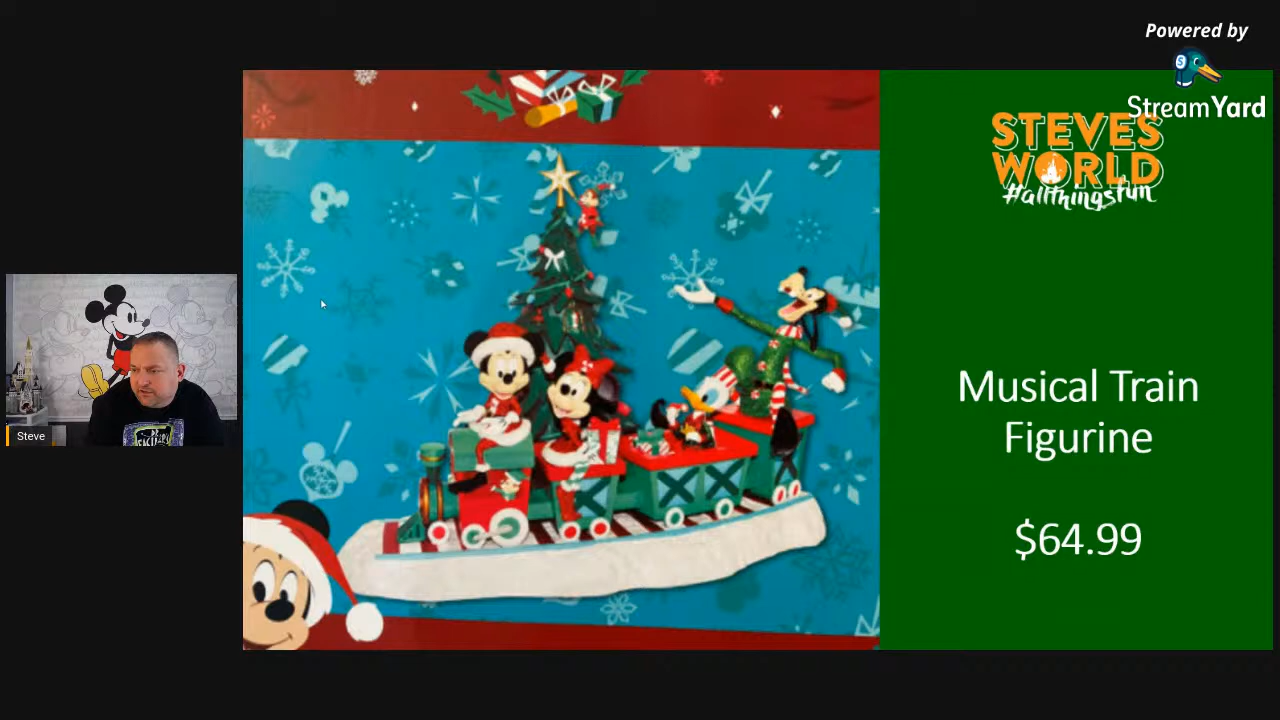 Powered by
StreamYard
STEVES
WORLD
#allthingsfun
Musical Train
Figurine
$64.99
Steve